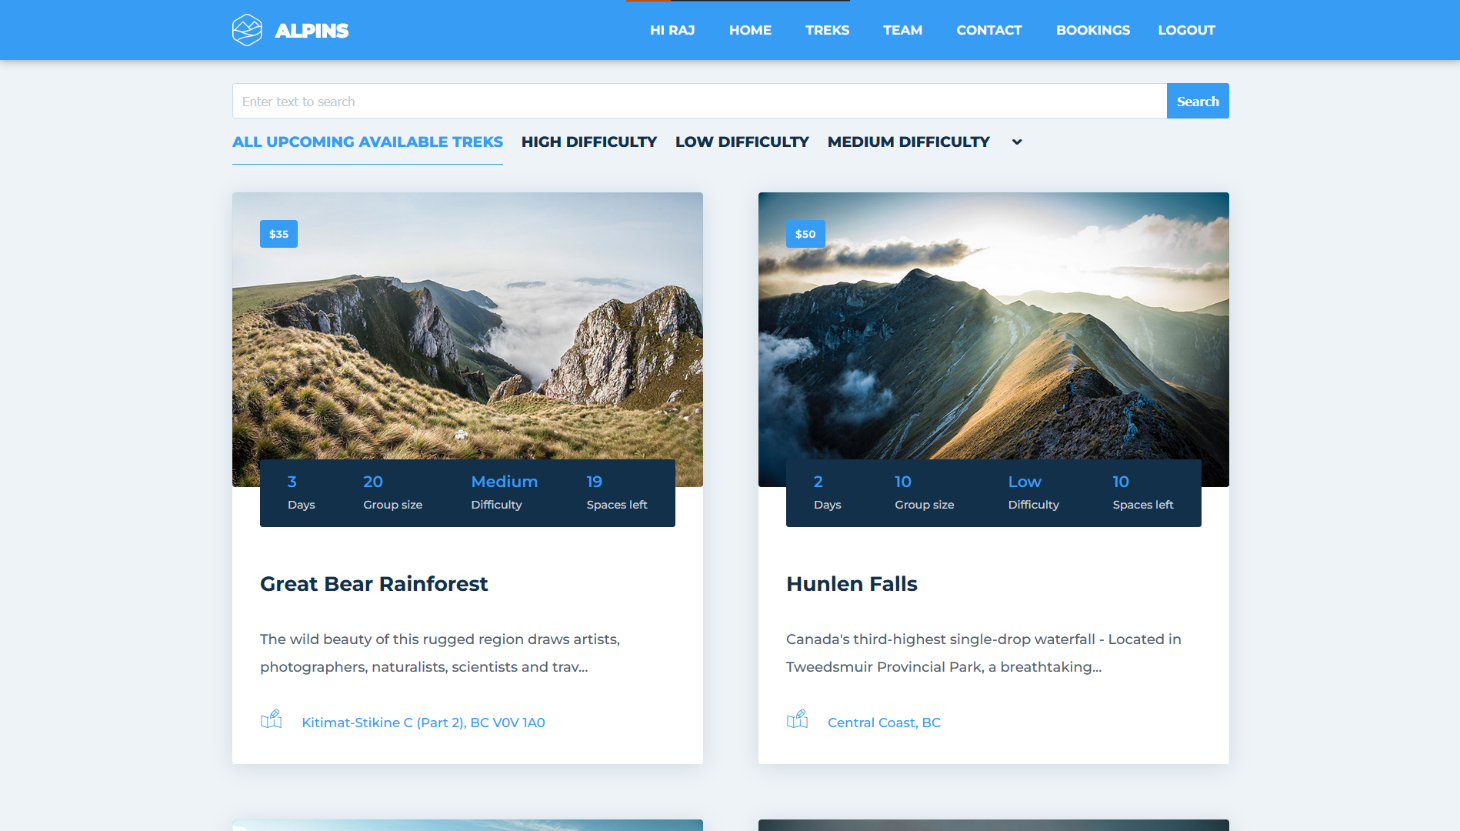 ALPINS
HI RAJ HOME TREKS TEAM CONTACT BOOKINGS LOGOUT
Enter text to search
Search
ALL UPCOMING AVAILABLE TREKS HIGH DIFFICULTY LOW DIFFICULTY MEDIUM DIFFICULTY
$35
3 20 Medium 19
Days Group size Difficulty Spaces left
Great Bear Rainforest
The wild beauty of this rugged region draws artists,
photographers, naturalists, scientists and trav...
Kitimat-Stikine C (Part 2), BC V0V 1A0
$50
2 10 Low 10
Days Group size Difficulty Spaces left
Hunlen Falls
Canada's third-highest single-drop waterfall - Located in
Tweedsmuir Provincial Park, a breathtaking...
Central Coast, BC